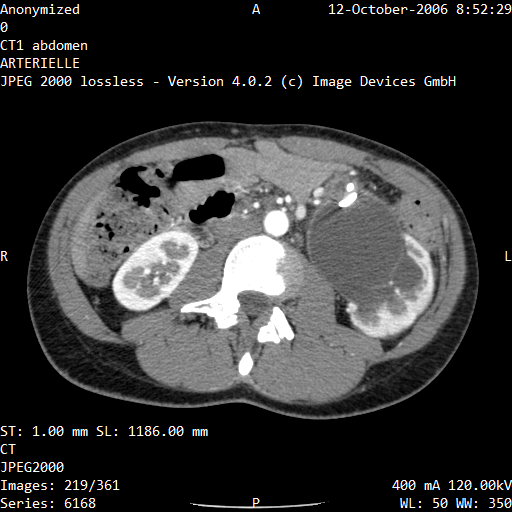 Anonymized A 12-October-2006 8:52:29
0
CT1 abdomen
ARTERIELLE
JPEG 2000 lossless - Version 4.0.2 (c) Image Devices GmbH
R L
ST: 1.00 mm SL: 1186.00 mm
CT
JPEG2000
Images: 219/361 400 mA 120.00kV
Series: 6168 P WL: 50 WW: 350